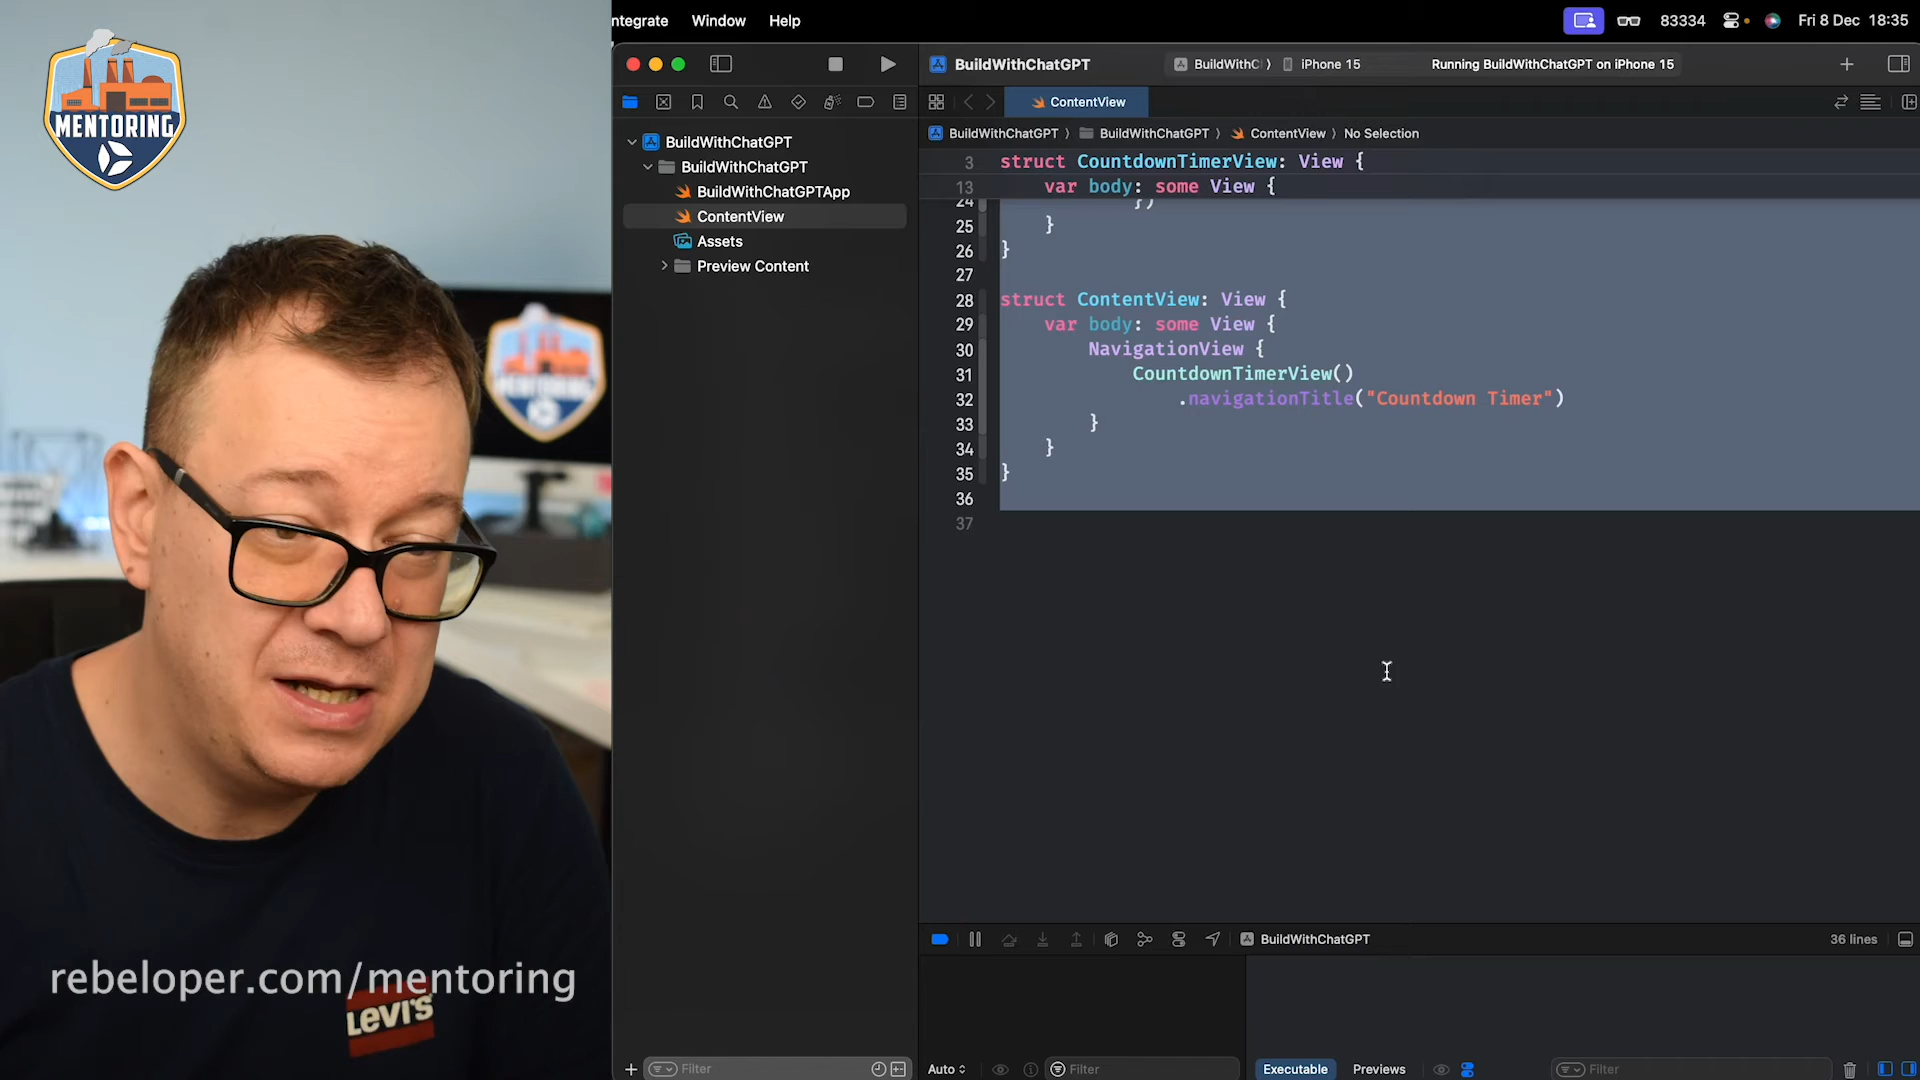 MENTORING
MENTORING
rebeloper.com/mentoring
LEVI'S
ntegrate Window Help
83334 Fri 8 Dec 18:35
BuildWithChatGPT
BuildWithC
iPhone 15
Running BuildWithChatGPT on iPhone 15
ContentView
BuildWithChatGPT
BuildWithChatGPT
BuildWithChatGPTApp
ContentView
Assets
Preview Content
BuildWithChatGPT BuildWithChatGPT ContentView No Selection
3 struct CountdownTimerView: View {
13 var body: some View {
24 })
25 }
26 }
27
28 struct ContentView: View {
29 var body: some View {
30 NavigationView {
31 CountdownTimerView()
32 .navigationTitle("Countdown Timer")
33 }
34 }
35 }
36
37
BuildWithChatGPT
36 lines
Filter
Auto
Filter
Executable Previews
Filter